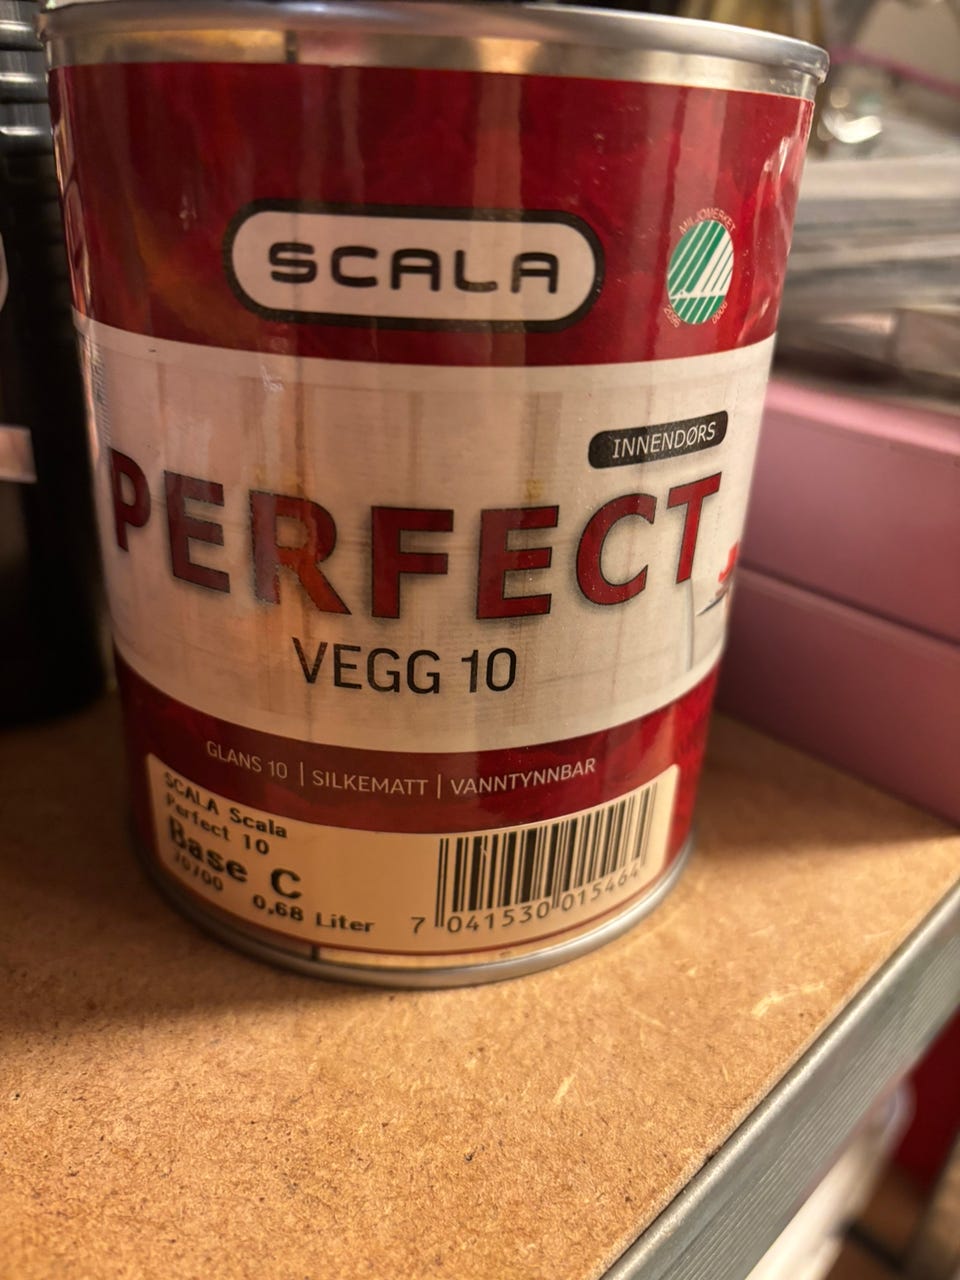 SCALA
MILJØMERKET
INNENDØRS
PERFECT
VEGG 10
GLANS 10 | SILKEMATT | VANNTYNNBAR
SCALA Scala
Perfect 10
Base C
0,68 Liter
7 041530 015464